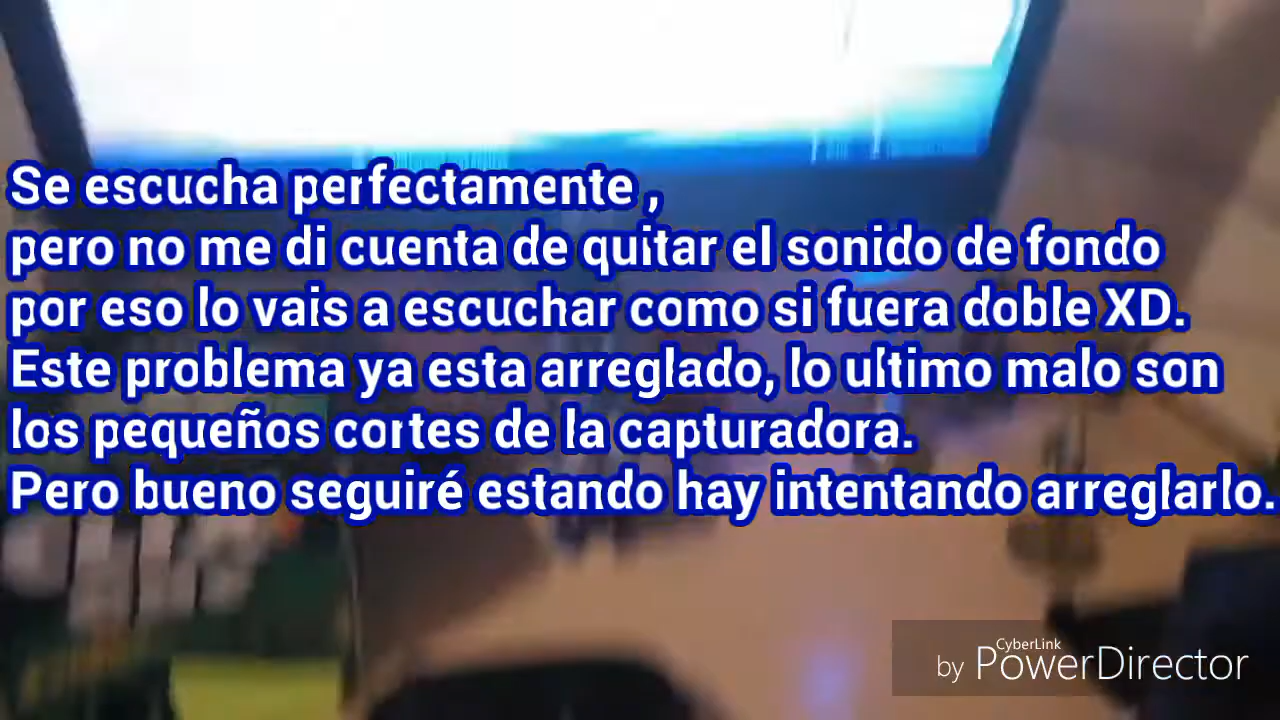 Se escucha perfectamente ,
pero no me di cuenta de quitar el sonido de fondo
por eso lo vais a escuchar como si fuera doble XD.
Este problema ya esta arreglado, lo ultimo malo son
los pequeños cortes de la capturadora.
Pero bueno seguiré estando hay intentando arreglarlo.
CyberLink
by PowerDirector